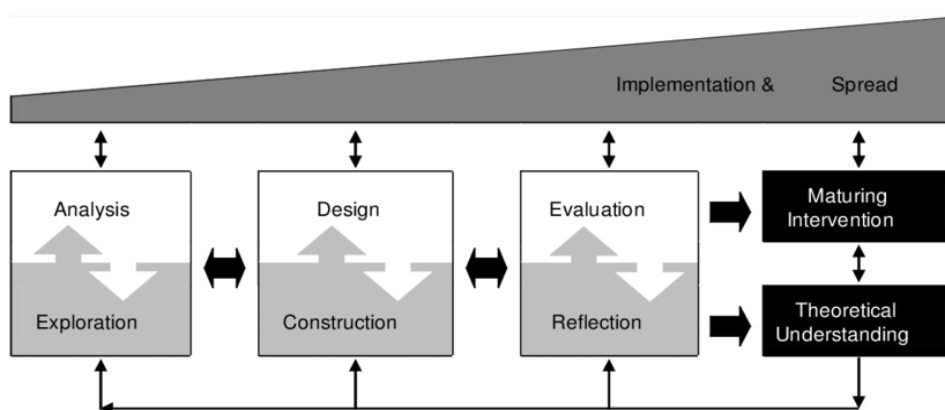 Implementation & Spread
Analysis
Exploration
Design
Construction
Evaluation
Reflection
Maturing
Intervention
Theoretical
Understanding